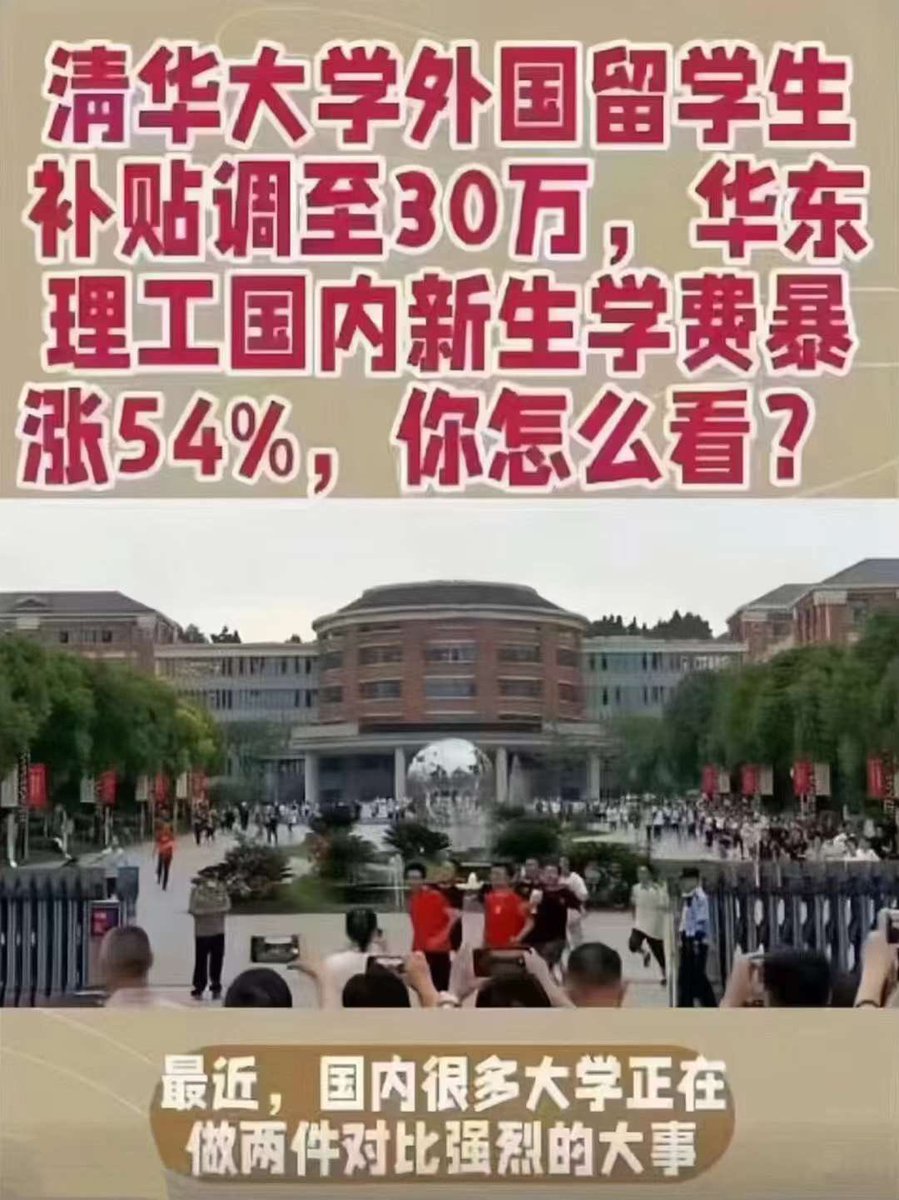 清华大学外国留学生
补贴调至30万，华东
理工国内新生学费暴
涨54%，你怎么看？
最近，国内很多大学正在
做两件对比强烈的大事